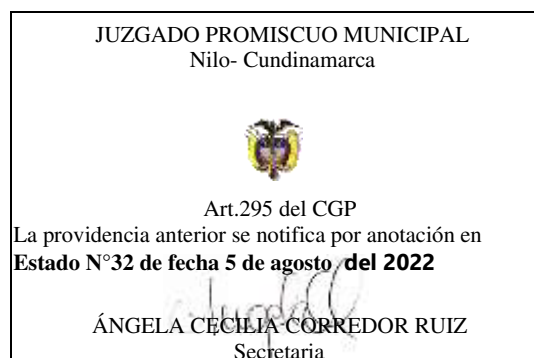 JUZGADO PROMISCUO MUNICIPAL
Nilo- Cundinamarca
Art.295 del CGP
La providencia anterior se notifica por anotación en
Estado N°32 de fecha 5 de agosto del 2022
ÁNGELA CECILIA CORREDOR RUIZ
Secretaria